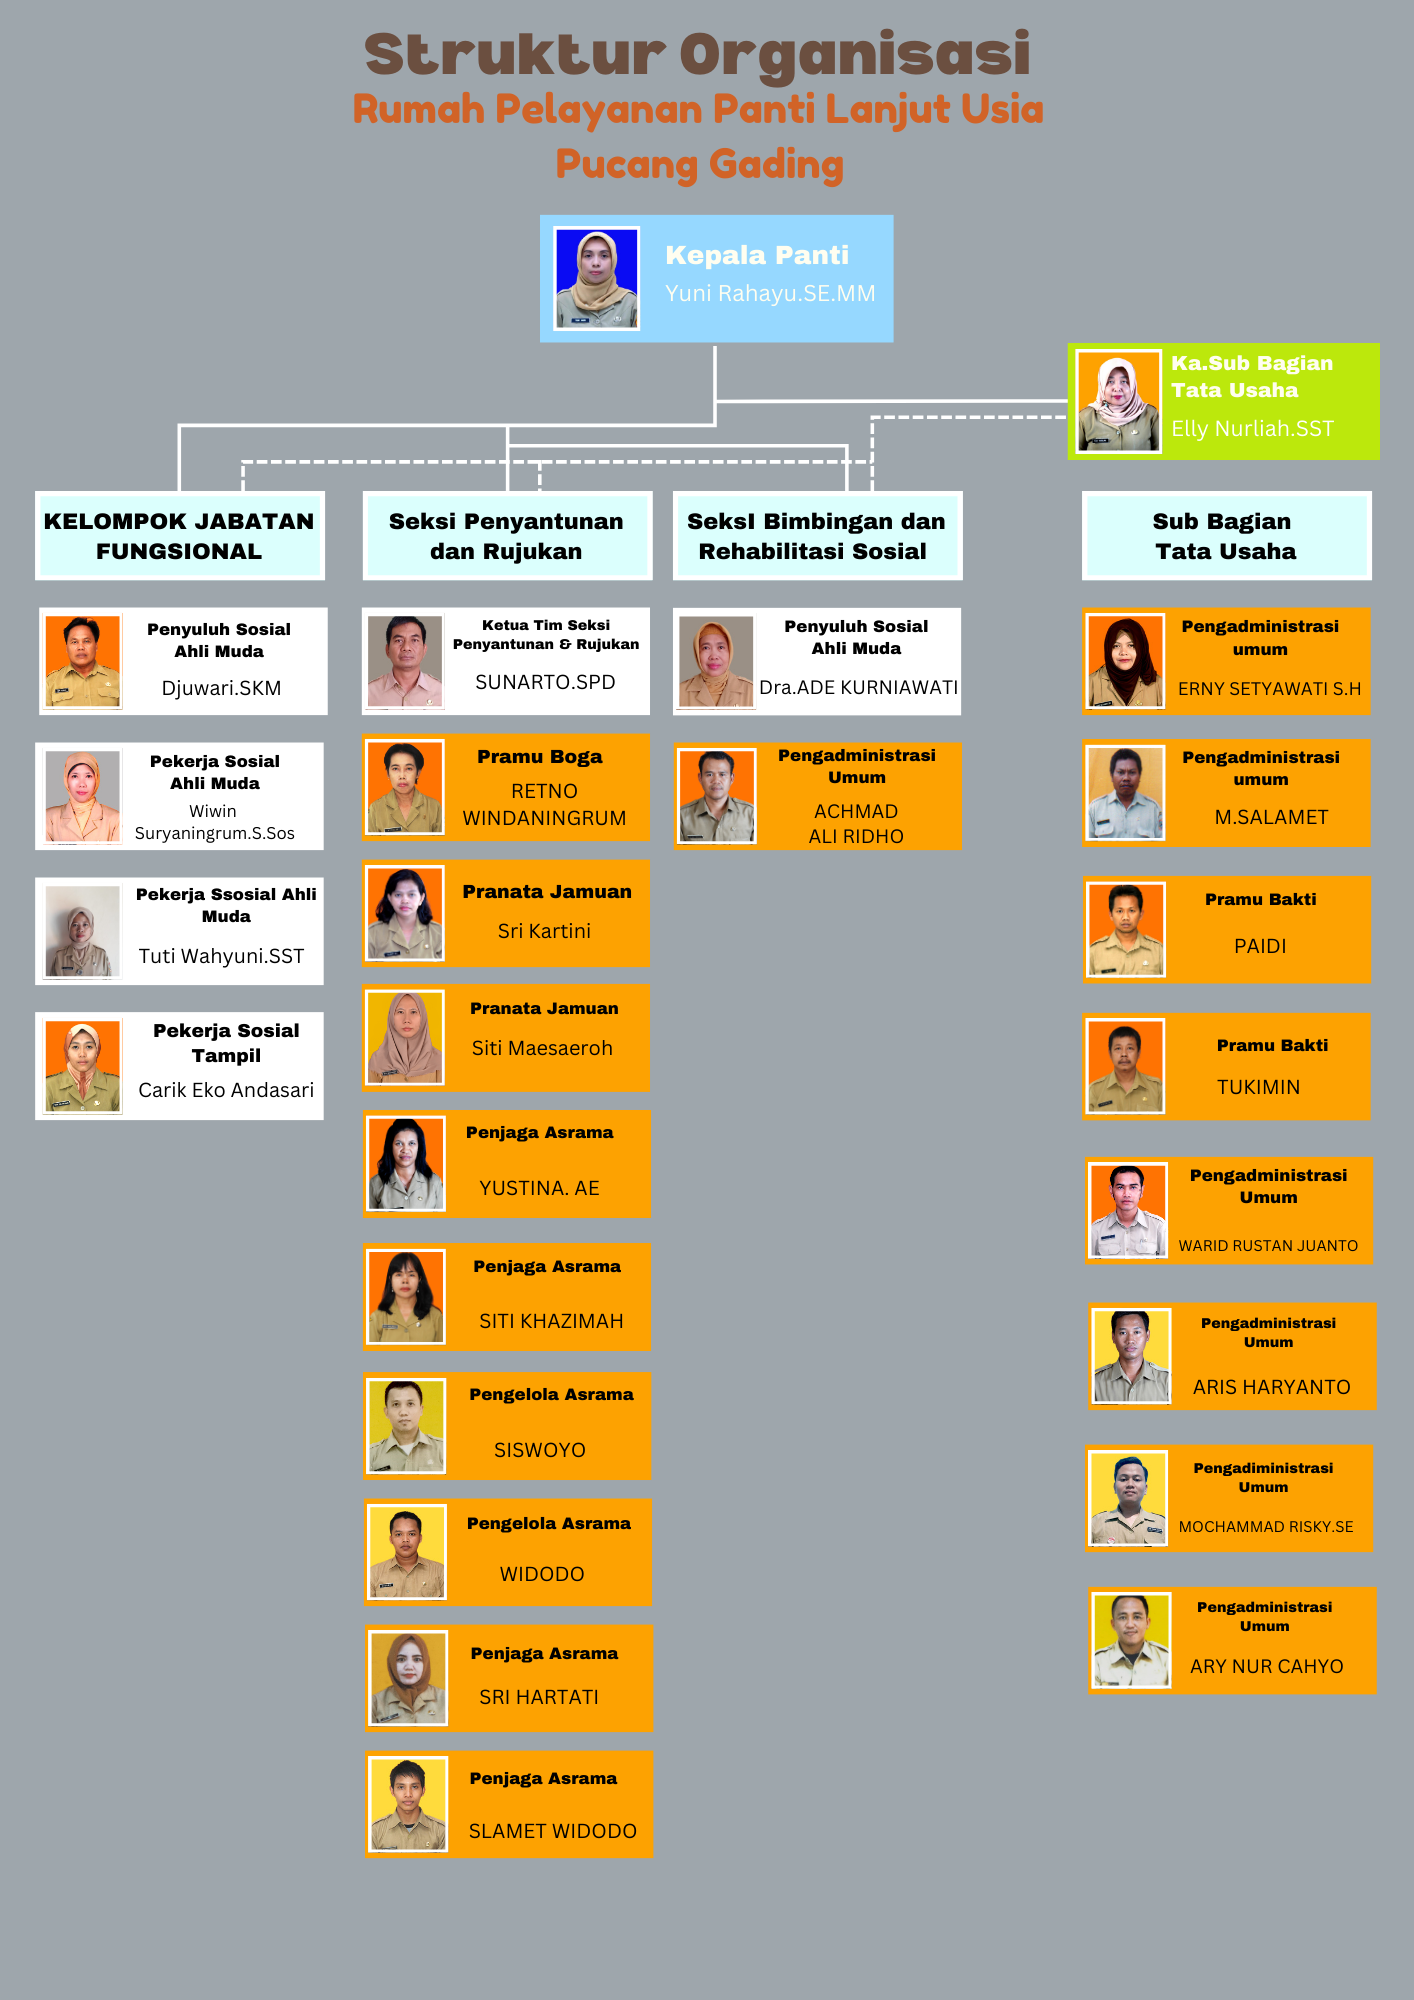 Struktur Organisasi
Rumah Pelayanan Panti Lanjut Usia
Pucang Gading
Kepala Panti
Yuni Rahayu.SE.MM
Ka.Sub Bagian
Tata Usaha
Elly Nurliah.SST
KELOMPOK JABATAN
FUNGSIONAL
Penyuluh Sosial
Ahli Muda
Djuwari.SKM
Pekerja Sosial
Ahli Muda
Wiwin
Suryaningrum.S.Sos
Pekerja Ssosial Ahli
Muda
Tuti Wahyuni.SST
Pekerja Sosial
Tampil
Carik Eko Andasari
Seksi Penyantunan
dan Rujukan
Ketua Tim Seksi
Penyantunan & Rujukan
SUNARTO.SPD
Pramu Boga
RETNO
WINDANINGRUM
Pranata Jamuan
Sri Kartini
Pranata Jamuan
Siti Maesaeroh
Penjaga Asrama
YUSTINA. AE
Penjaga Asrama
SITI KHAZIMAH
Pengelola Asrama
SISWOYO
Pengelola Asrama
WIDODO
Penjaga Asrama
SRI HARTATI
Penjaga Asrama
SLAMET WIDODO
SeksI Bimbingan dan
Rehabilitasi Sosial
Penyuluh Sosial
Ahli Muda
Dra.ADE KURNIAWATI
Pengadministrasi
Umum
ACHMAD
ALI RIDHO
Sub Bagian
Tata Usaha
Pengadministrasi
umum
ERNY SETYAWATI S.H
Pengadministrasi
umum
M.SALAMET
Pramu Bakti
PAIDI
Pramu Bakti
TUKIMIN
Pengadministrasi
Umum
WARID RUSTAN JUANTO
Pengadministrasi
Umum
ARIS HARYANTO
Pengadiministrasi
Umum
MOCHAMMAD RISKY.SE
Pengadministrasi
Umum
ARY NUR CAHYO